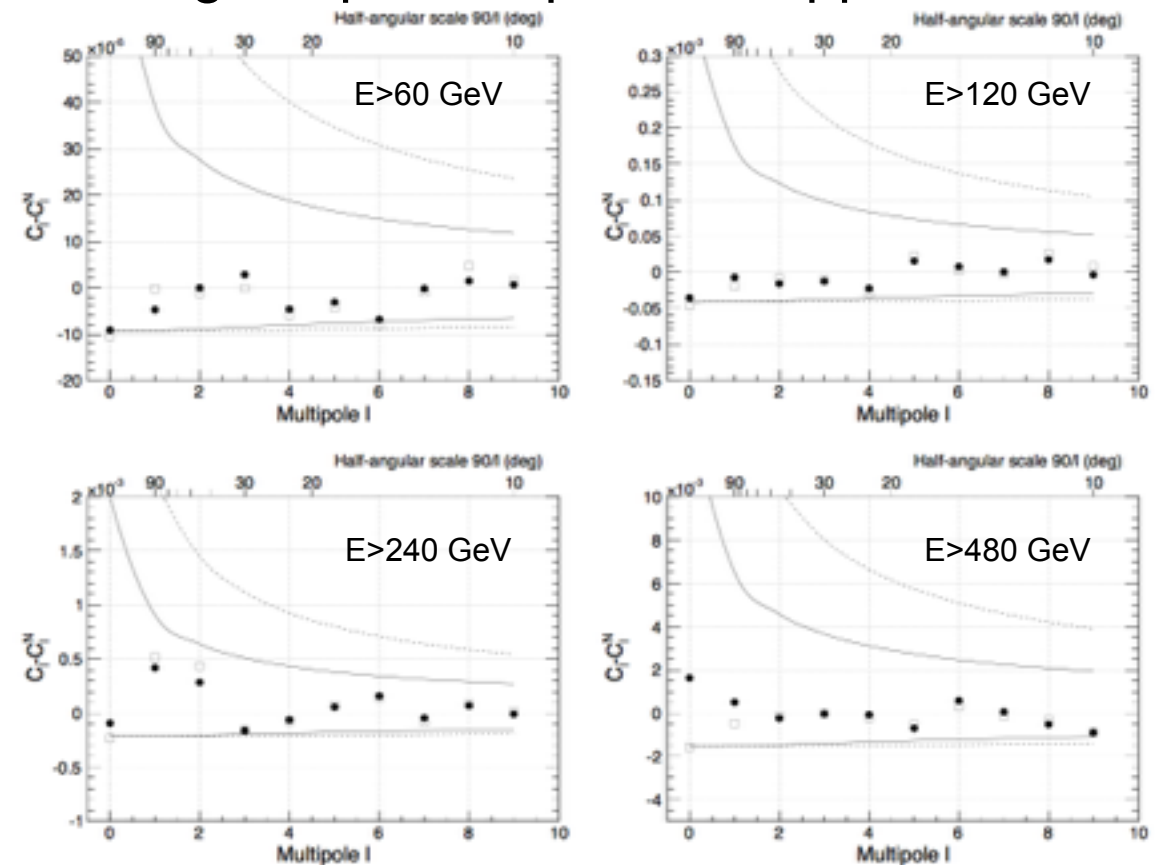 Half-angular scale 90/l (deg)
×10⁻⁶ 90 30 20 10
50
40
30
20
10
0
-10
-20
E>60 GeV
C_l-C_l^N
0 2 4 6 8 10
Multipole l
Half-angular scale 90/l (deg)
×10⁻³ 90 30 20 10
0.3
0.25
0.2
0.15
0.1
0.05
0
-0.05
-0.1
-0.15
E>120 GeV
C_l-C_l^N
0 2 4 6 8 10
Multipole l
Half-angular scale 90/l (deg)
×10⁻³ 90 30 20 10
2
1.5
1
0.5
0
-0.5
-1
E>240 GeV
C_l-C_l^N
0 2 4 6 8 10
Multipole l
Half-angular scale 90/l (deg)
×10⁻³ 90 30 20 10
10
8
6
4
2
0
-2
-4
E>480 GeV
C_l-C_l^N
0 2 4 6 8 10
Multipole l